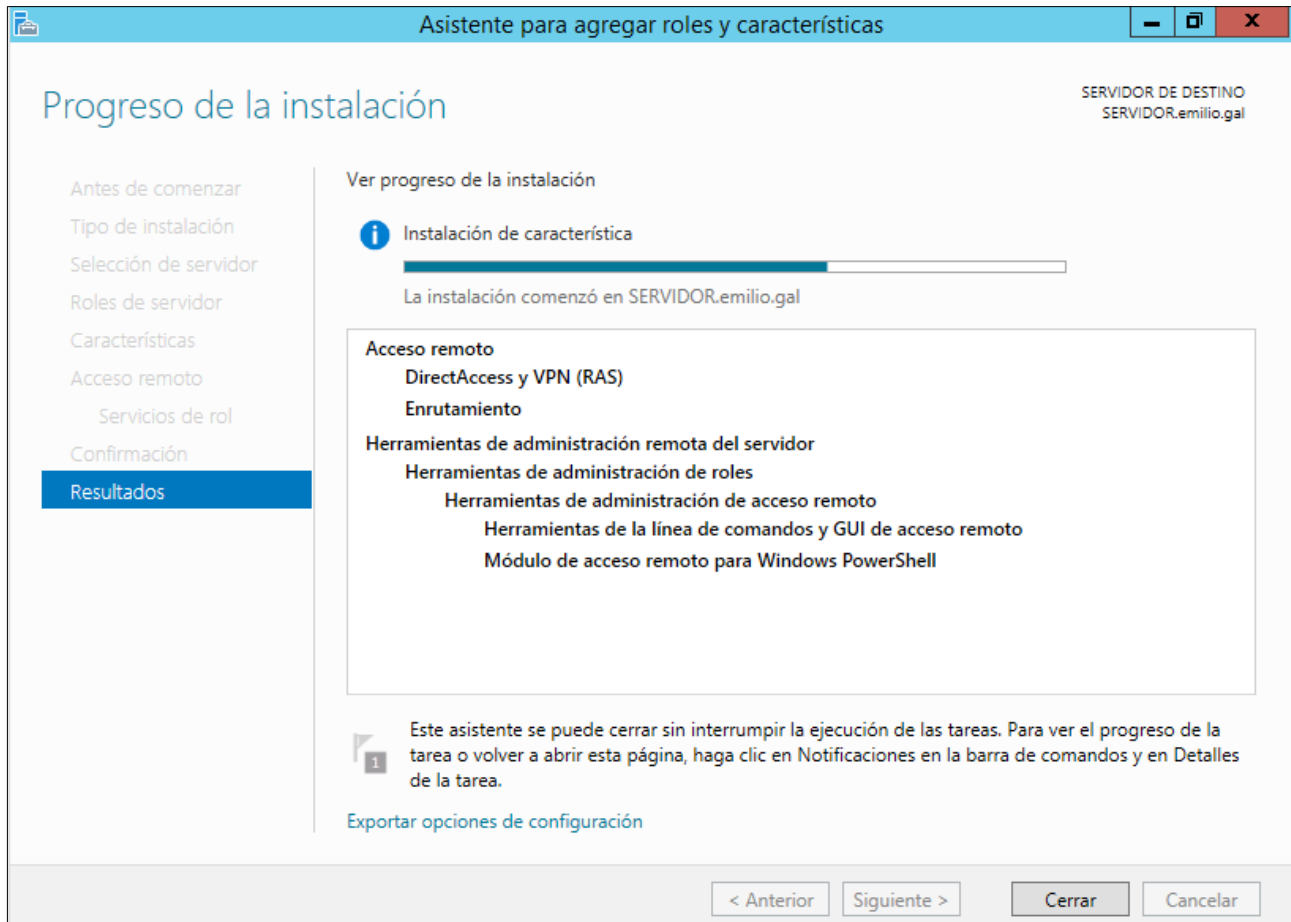 Asistente para agregar roles y características
Progreso de la instalación
SERVIDOR DE DESTINO
SERVIDOR.emilio.gal
Antes de comenzar
Tipo de instalación
Selección de servidor
Roles de servidor
Características
Acceso remoto
Servicios de rol
Confirmación
Resultados
Ver progreso de la instalación
Instalación de característica
La instalación comenzó en SERVIDOR.emilio.gal
Acceso remoto
DirectAccess y VPN (RAS)
Enrutamiento
Herramientas de administración remota del servidor
Herramientas de administración de roles
Herramientas de administración de acceso remoto
Herramientas de la línea de comandos y GUI de acceso remoto
Módulo de acceso remoto para Windows PowerShell
1
Este asistente se puede cerrar sin interrumpir la ejecución de las tareas. Para ver el progreso de la
tarea o volver a abrir esta página, haga clic en Notificaciones en la barra de comandos y en Detalles
de la tarea.
Exportar opciones de configuración
< Anterior
Siguiente >
Cerrar
Cancelar